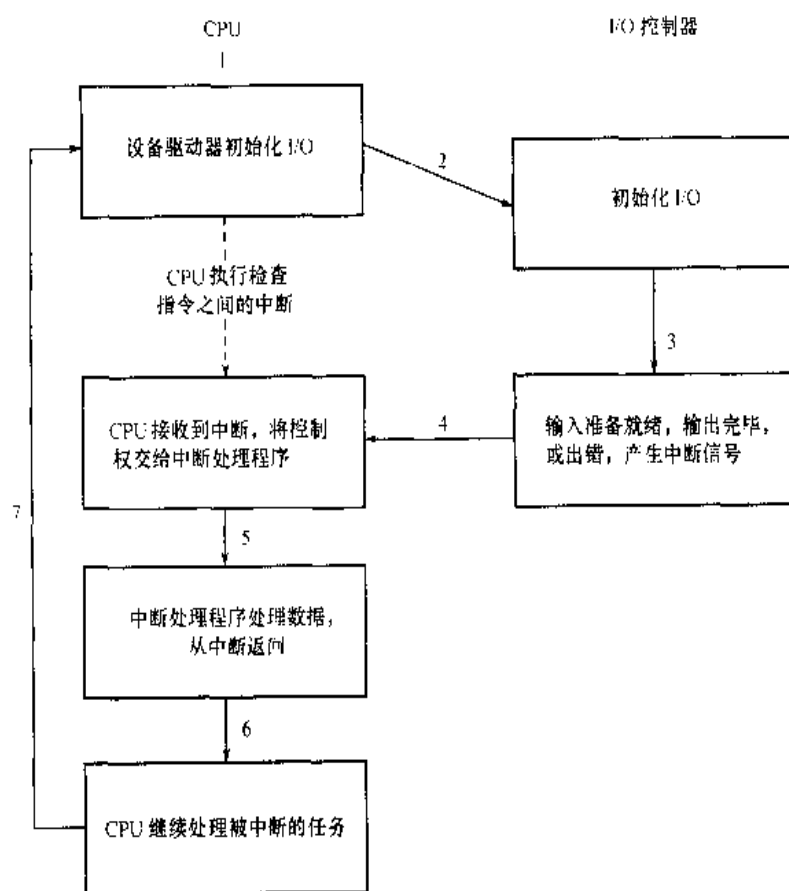 CPU
I/O 控制器
1
设备驱动器初始化 I/O
2
初始化 I/O
CPU 执行检查
指令之间的中断
3
CPU 接收到中断，将控制
权交给中断处理程序
4
输入准备就绪，输出完毕，
或出错，产生中断信号
7
5
中断处理程序处理数据，
从中断返回
6
CPU 继续处理被中断的任务